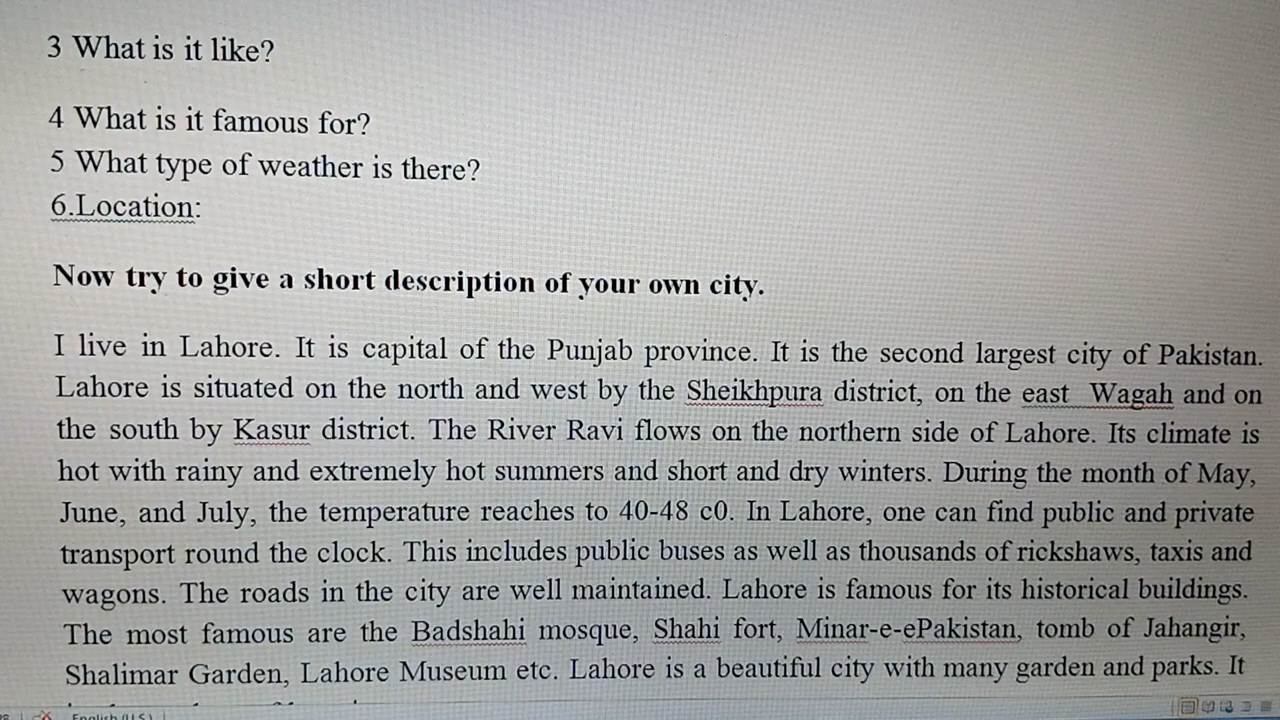 3 What is it like?
4 What is it famous for?
5 What type of weather is there?
6.Location:
Now try to give a short description of your own city.
I live in Lahore. It is capital of the Punjab province. It is the second largest city of Pakistan.
Lahore is situated on the north and west by the Sheikhpura district, on the east Wagah and on
the south by Kasur district. The River Ravi flows on the northern side of Lahore. Its climate is
hot with rainy and extremely hot summers and short and dry winters. During the month of May,
June, and July, the temperature reaches to 40-48 c0. In Lahore, one can find public and private
transport round the clock. This includes public buses as well as thousands of rickshaws, taxis and
wagons. The roads in the city are well maintained. Lahore is famous for its historical buildings.
The most famous are the Badshahi mosque, Shahi fort, Minar-e-ePakistan, tomb of Jahangir,
Shalimar Garden, Lahore Museum etc. Lahore is a beautiful city with many garden and parks. It
English (U.S.)